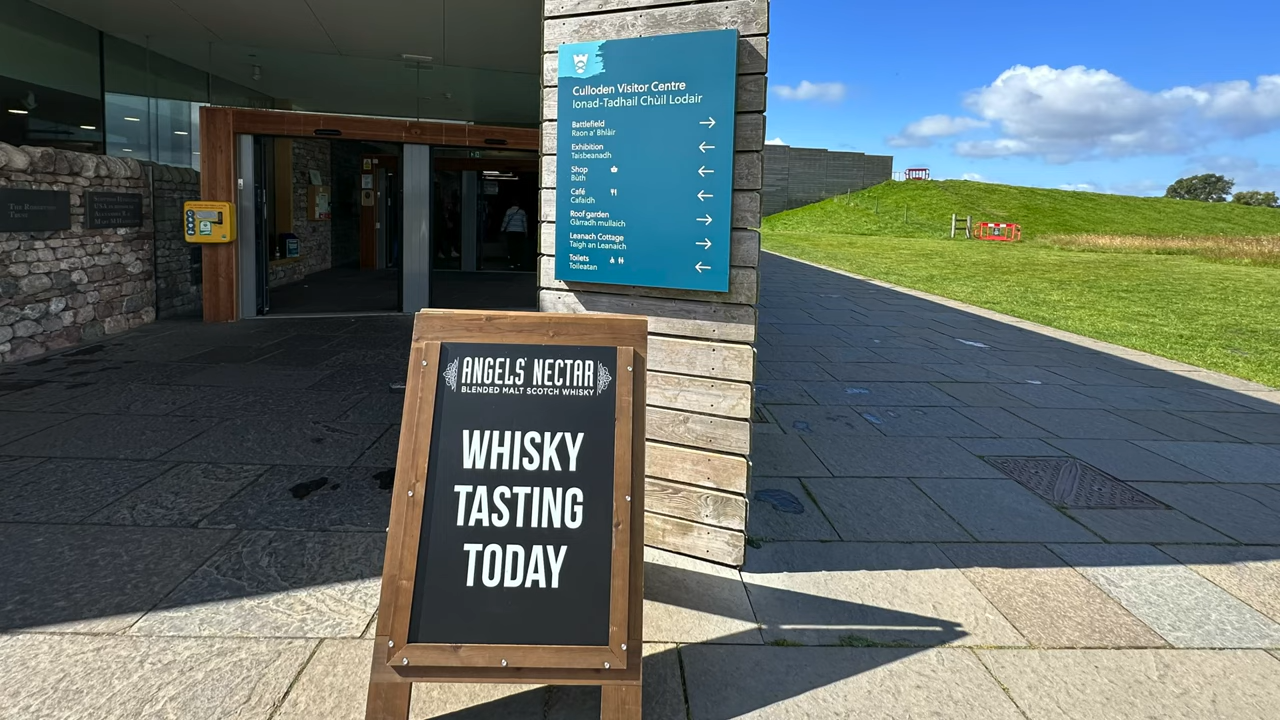 Culloden Visitor Centre
Ionad-Tadhail Chùil Lodair
Battlefield
Raon a' Bhlàir
Exhibition
Taisbeanadh
Shop
Bùth
Café
Cafaidh
Roof garden
Gàrradh mullaich
Leanach Cottage
Taigh an Leanaich
Toilets
Toileatan
ANGELS' NECTAR
BLENDED MALT SCOTCH WHISKY
WHISKY
TASTING
TODAY